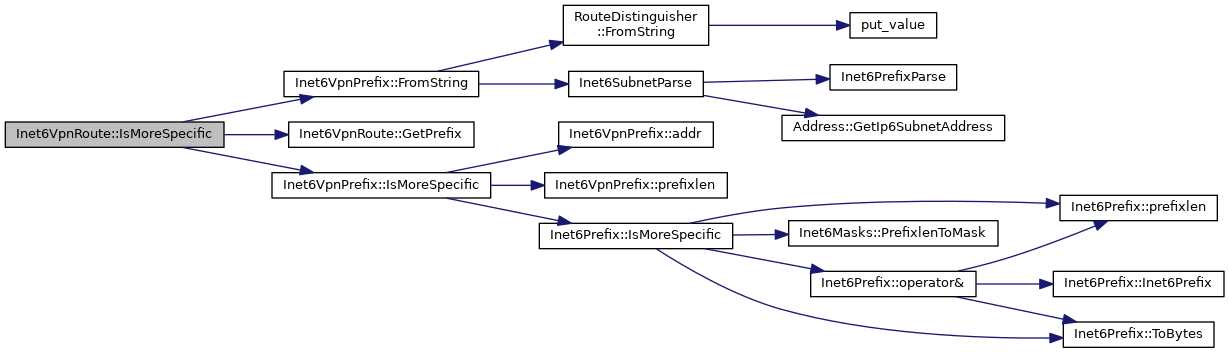 RouteDistinguisher
::FromString
put_value
Inet6VpnPrefix::FromString
Inet6SubnetParse
Inet6PrefixParse
Address::GetIp6SubnetAddress
Inet6VpnRoute::IsMoreSpecific
Inet6VpnRoute::GetPrefix
Inet6VpnPrefix::addr
Inet6VpnPrefix::IsMoreSpecific
Inet6VpnPrefix::prefixlen
Inet6Prefix::IsMoreSpecific
Inet6Prefix::prefixlen
Inet6Masks::PrefixlenToMask
Inet6Prefix::operator&
Inet6Prefix::Inet6Prefix
Inet6Prefix::ToBytes